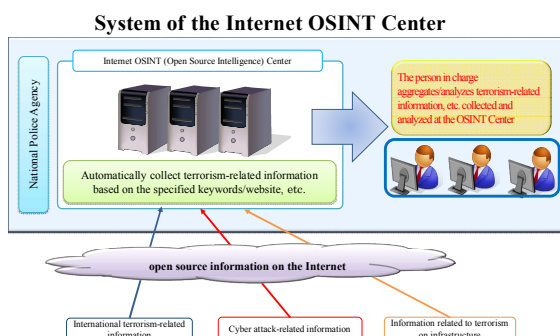 System of the Internet OSINT Center
National Police Agency
Internet OSINT (Open Source Intelligence) Center
Automatically collect terrorism-related information
based on the specified keywords/website, etc.
The person in charge
aggregates/analyzes terrorism-related
information, etc. collected and
analyzed at the OSINT Center
open source information on the Internet
International terrorism-related
information
Cyber attack-related information
Information related to terrorism
on infrastructure